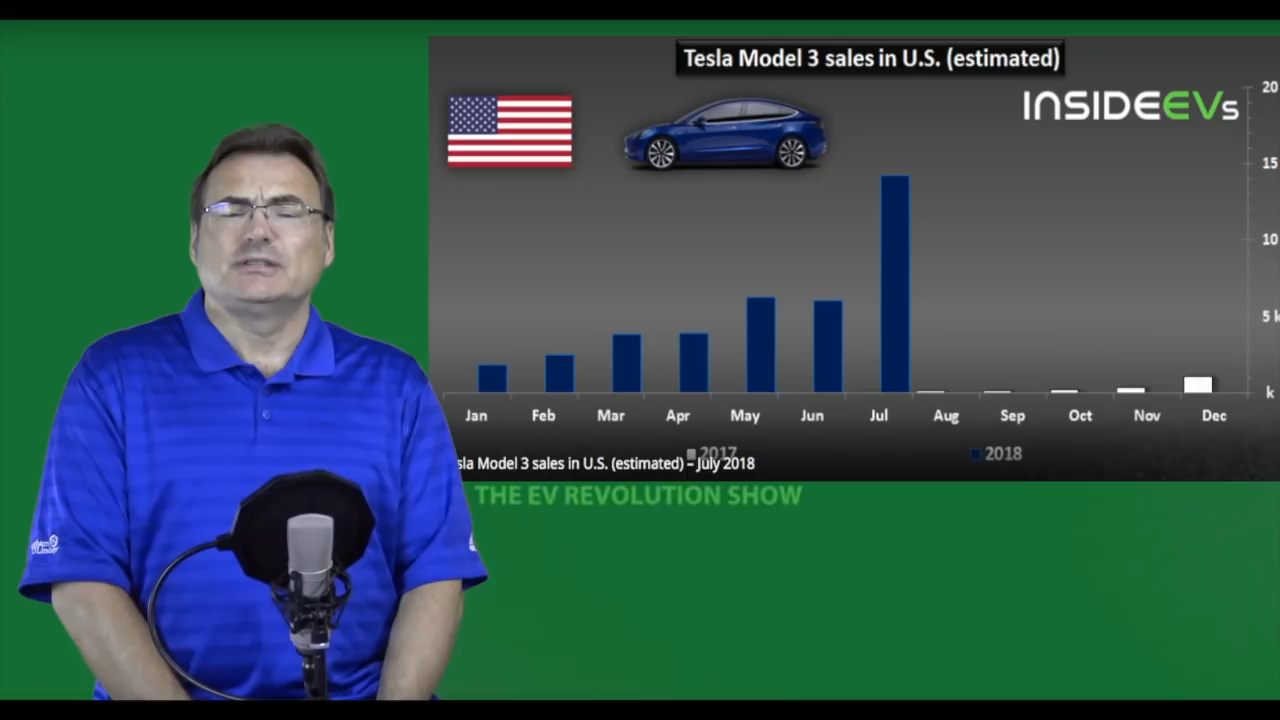 Tesla Model 3 sales in U.S. (estimated)
INSIDEEVs
20
15
10
5 k
k
Jan Feb Mar Apr May Jun Jul Aug Sep Oct Nov Dec
2017 2018
sla Model 3 sales in U.S. (estimated) – July 2018
THE EV REVOLUTION SHOW